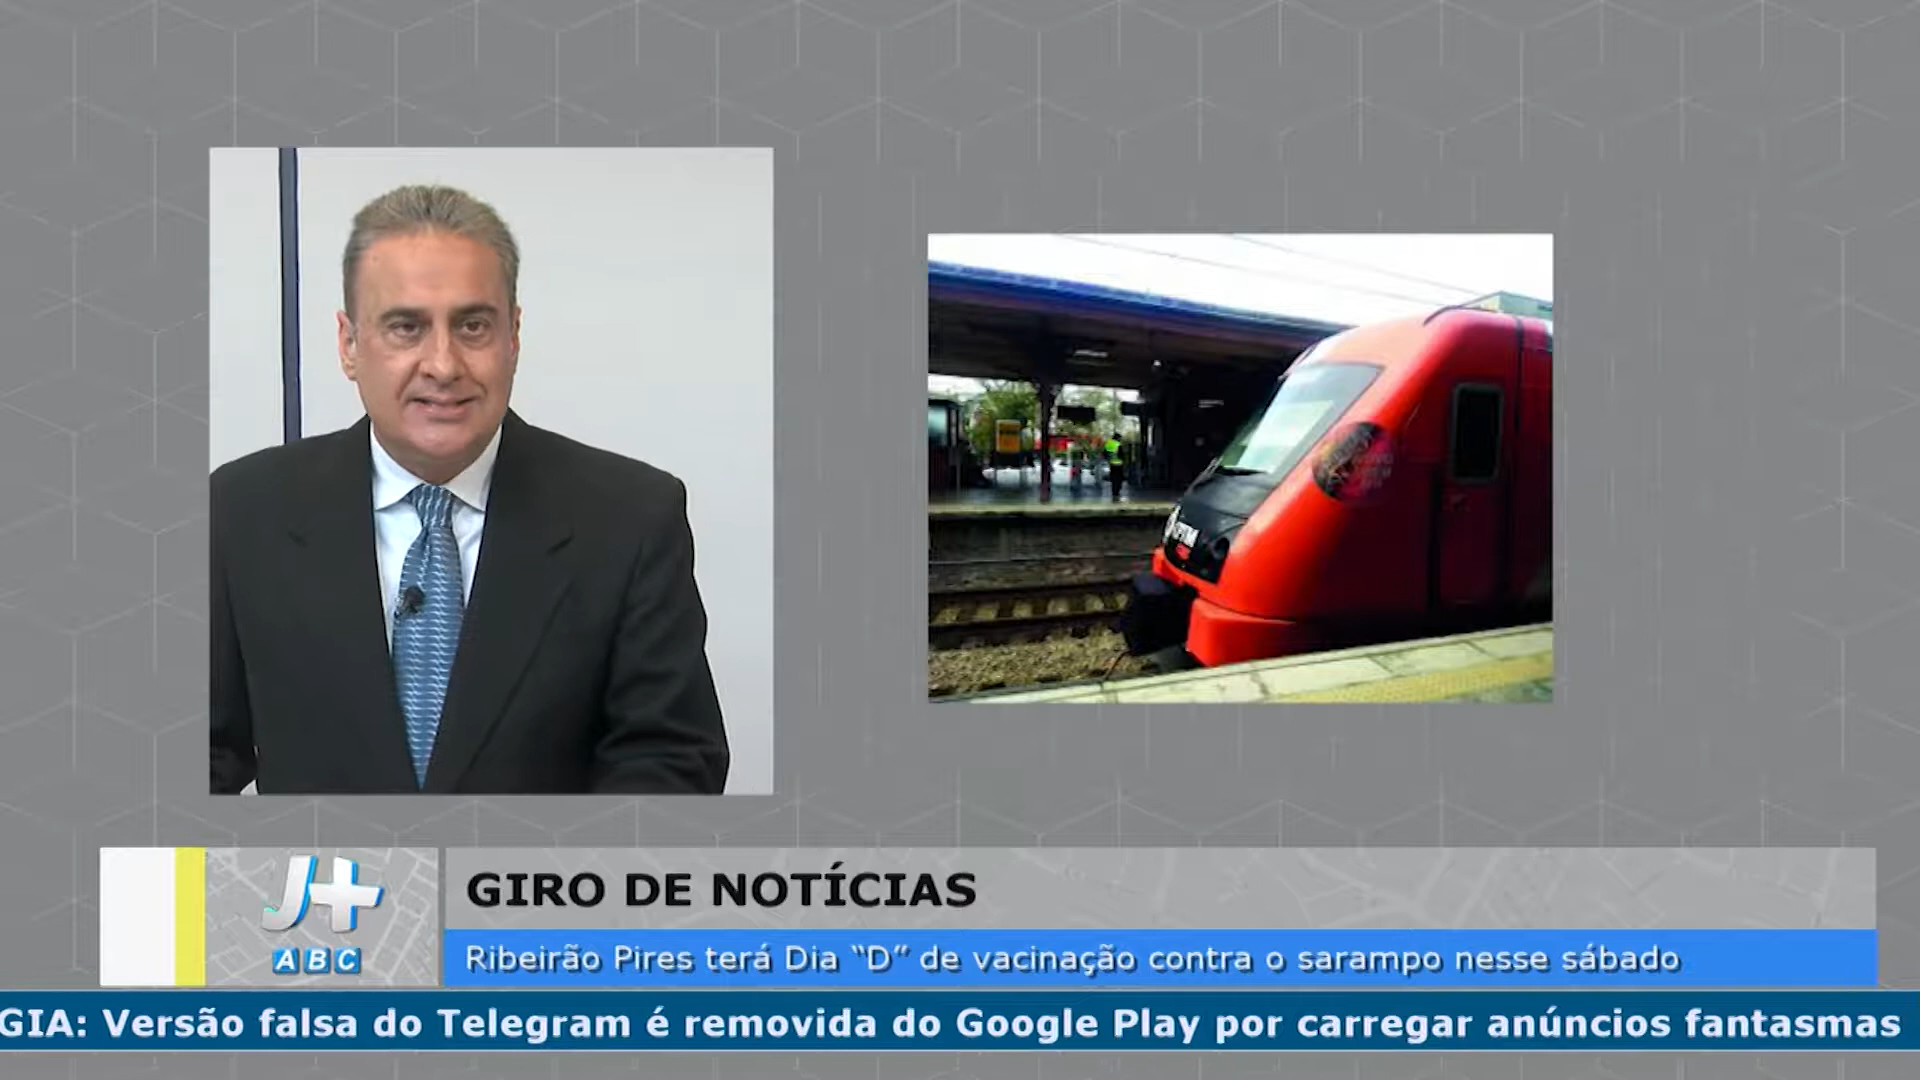 GIRO DE NOTÍCIAS
J+
ABC
Ribeirão Pires terá Dia “D” de vacinação contra o sarampo nesse sábado
GIA: Versão falsa do Telegram é removida do Google Play por carregar anúncios fantasmas